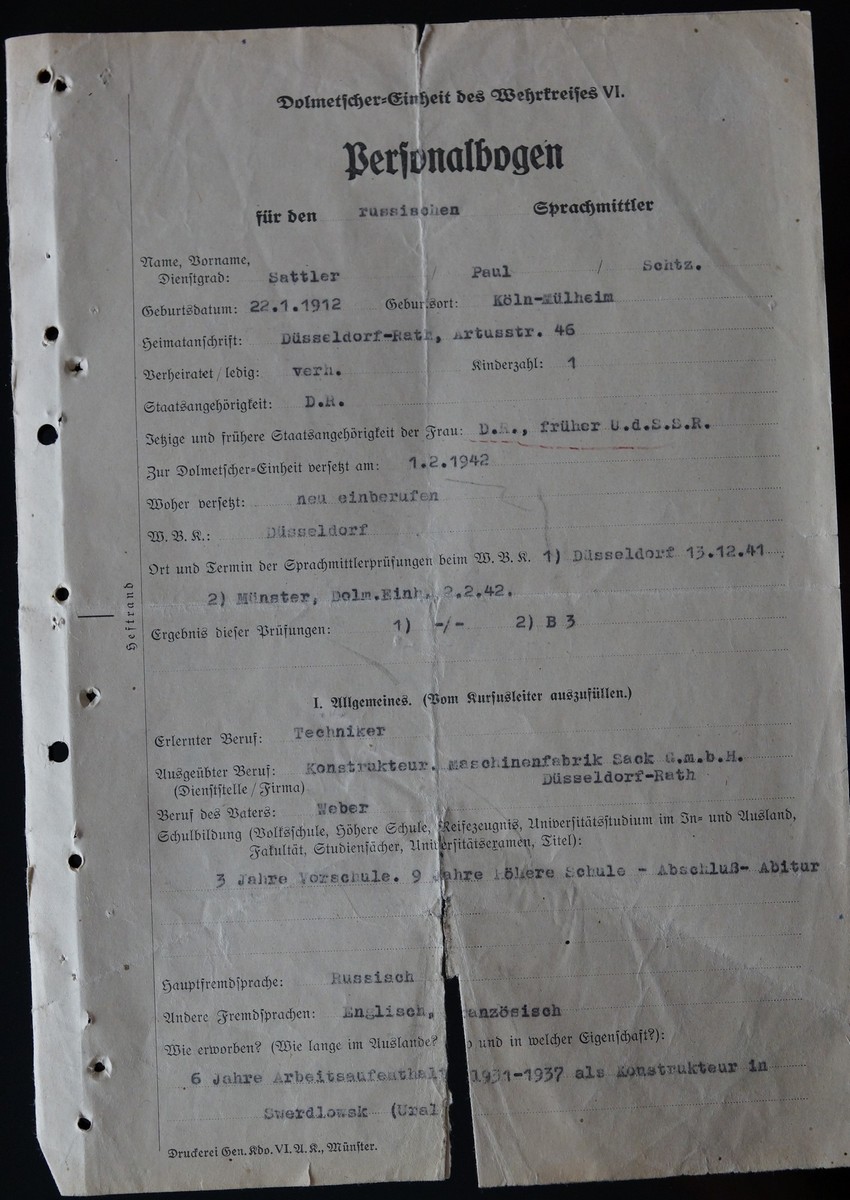 Dolmetscher-Einheit des Wehrkreises VI.
Personalbogen
für den russischen Sprachmittler
Name, Vorname,
Dienstgrad: Sattler / Paul / Schtz.
Geburtsdatum: 22.1.1912 Geburtsort: Köln-Mülheim
Heimatanschrift: Düsseldorf-Rath, Artusstr. 46
Verheiratet / ledig: verh. Kinderzahl: 1
Staatsangehörigkeit: D.R.
Jetzige und frühere Staatsangehörigkeit der Frau: D.R., früher U.d.S.S.R.
Zur Dolmetscher-Einheit versetzt am: 1.2.1942
Woher versetzt: neu einberufen
W. B. K.: Düsseldorf
Ort und Termin der Sprachmittlerprüfungen beim W. B. K. 1) Düsseldorf 13.12.41
2) Münster, Dolm.Einh. 2.2.42.
Ergebnis dieser Prüfungen: 1) -/- 2) B 3
Heftrand
I. Allgemeines. (Vom Kursusleiter auszufüllen.)
Erlernter Beruf: Techniker
Ausgeübter Beruf: Konstrukteur. Maschinenfabrik Sack G.m.b.H.
(Dienststelle / Firma) Düsseldorf-Rath
Beruf des Vaters: Weber
Schulbildung (Volksschule, Höhere Schule, Reifezeugnis, Universitätsstudium im In- und Ausland,
Fakultät, Studienfächer, Universitätsexamen, Titel):
3 Jahre Vorschule. 9 Jahre Höhere Schule - Abschluß- Abitur
Hauptfremdsprache: Russisch
Andere Fremdsprachen: Englisch, anzösisch
Wie erworben? (Wie lange im Auslande? und in welcher Eigenschaft?):
6 Jahre Arbeitsaufenthalt 1931-1937 als Konstrukteur in
Swerdlowsk (Ural
Druckerei Gen. Kdo. VI. A. K., Münster.